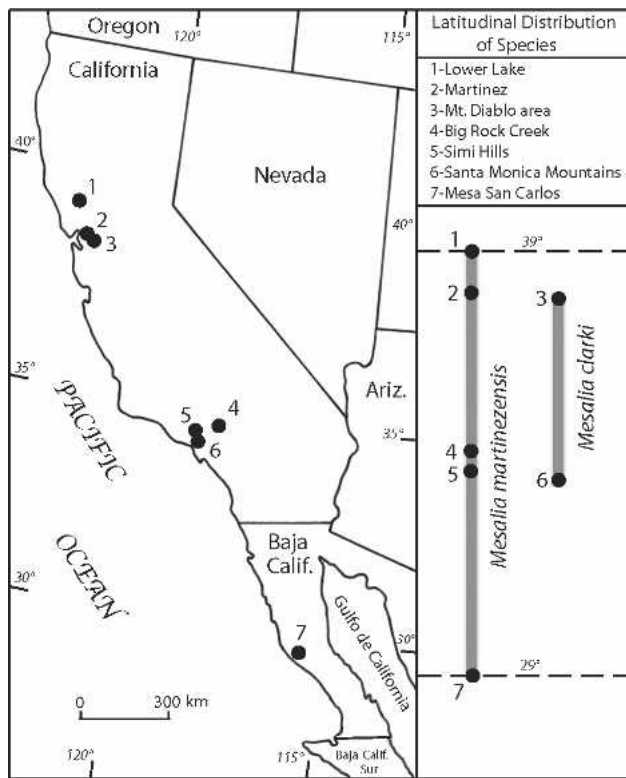 Oregon
120°
115°
California
40°
Nevada
40°
1
2
3
35°
PACIFIC
OCEAN
Ariz.
35°
4
5
6
Baja
Calif.
30°
Gulfo de California
30°
7
0 300 km
120°
115°
Baja Calif.
Sur
Latitudinal Distribution
of Species
1-Lower Lake
2-Martinez
3-Mt. Diablo area
4-Big Rock Creek
5-Simi Hills
6-Santa Monica Mountains
7-Mesa San Carlos
1
39°
2
3
4
5
6
Mesalia martinezensis
Mesalia clarki
29°
7